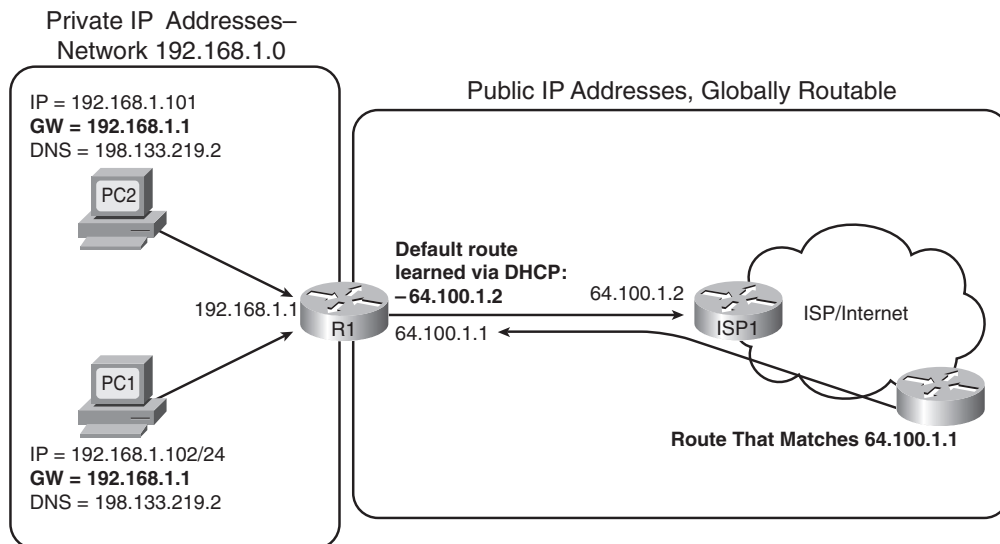 Private IP Addresses–
Network 192.168.1.0
IP = 192.168.1.101
GW = 192.168.1.1
DNS = 198.133.219.2
PC2
192.168.1.1
R1
PC1
IP = 192.168.1.102/24
GW = 192.168.1.1
DNS = 198.133.219.2
Public IP Addresses, Globally Routable
Default route
learned via DHCP:
–64.100.1.2
64.100.1.2
64.100.1.1
ISP1
ISP/Internet
Route That Matches 64.100.1.1